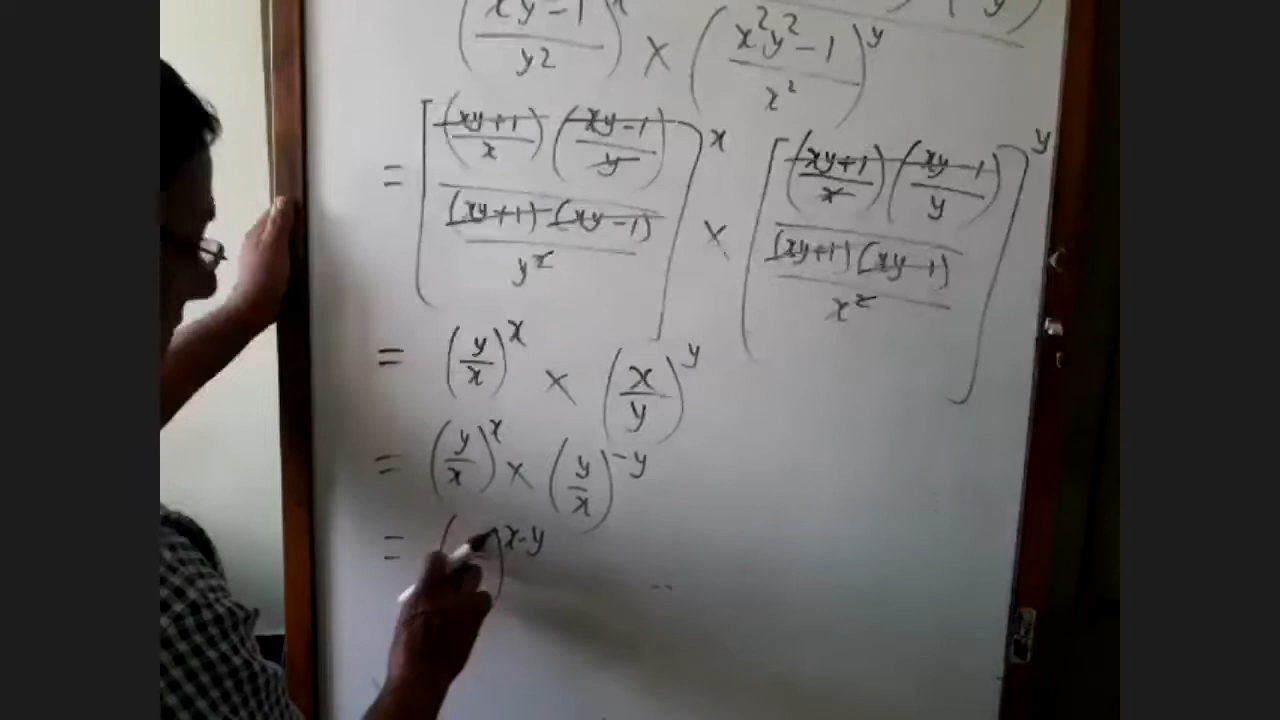 y)
(xy-1 / y2)^x × (x²y²-1 / x²)^y
= [((xy+1)/x) ((xy-1)/y) / ((xy+1)(xy-1)/y²)]^x × [((xy+1)/x) ((xy-1)/y) / ((xy+1)(xy-1)/x²)]^y
= (y/x)^x × (x/y)^y
= (y/x)^x × (y/x)^-y
= ( )^x-y